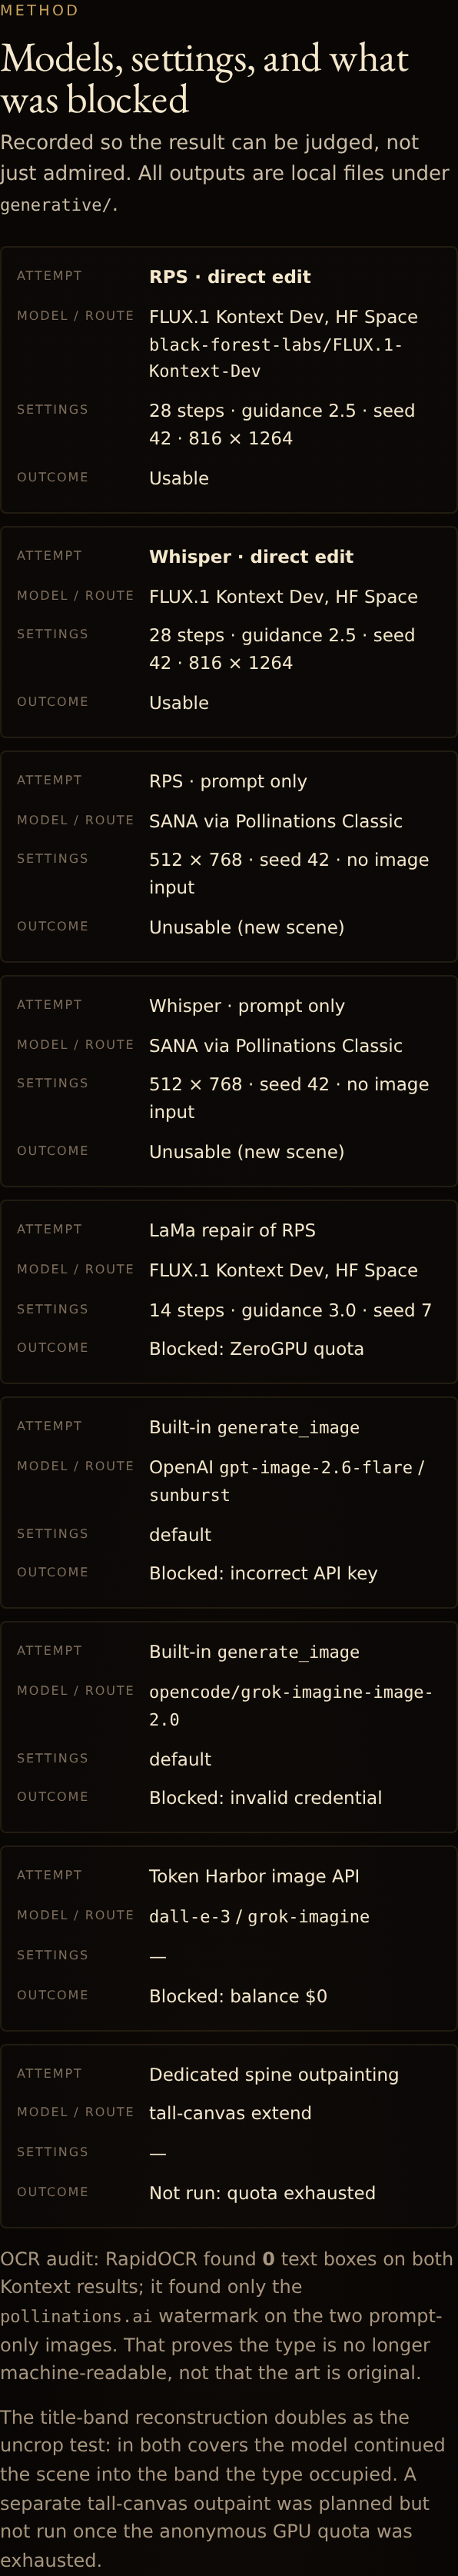 METHOD
Models, settings, and what
was blocked
Recorded so the result can be judged, not
just admired. All outputs are local files under
generative/.
ATTEMPT RPS · direct edit
MODEL / ROUTE FLUX.1 Kontext Dev, HF Space
black-forest-labs/FLUX.1-
Kontext-Dev
SETTINGS 28 steps · guidance 2.5 · seed
42 · 816 × 1264
OUTCOME Usable
ATTEMPT Whisper · direct edit
MODEL / ROUTE FLUX.1 Kontext Dev, HF Space
SETTINGS 28 steps · guidance 2.5 · seed
42 · 816 × 1264
OUTCOME Usable
ATTEMPT RPS · prompt only
MODEL / ROUTE SANA via Pollinations Classic
SETTINGS 512 × 768 · seed 42 · no image
input
OUTCOME Unusable (new scene)
ATTEMPT Whisper · prompt only
MODEL / ROUTE SANA via Pollinations Classic
SETTINGS 512 × 768 · seed 42 · no image
input
OUTCOME Unusable (new scene)
ATTEMPT LaMa repair of RPS
MODEL / ROUTE FLUX.1 Kontext Dev, HF Space
SETTINGS 14 steps · guidance 3.0 · seed 7
OUTCOME Blocked: ZeroGPU quota
ATTEMPT Built-in generate_image
MODEL / ROUTE OpenAI gpt-image-2.6-flare /
sunburst
SETTINGS default
OUTCOME Blocked: incorrect API key
ATTEMPT Built-in generate_image
MODEL / ROUTE opencode/grok-imagine-image-
2.0
SETTINGS default
OUTCOME Blocked: invalid credential
ATTEMPT Token Harbor image API
MODEL / ROUTE dall-e-3 / grok-imagine
SETTINGS —
OUTCOME Blocked: balance $0
ATTEMPT Dedicated spine outpainting
MODEL / ROUTE tall-canvas extend
SETTINGS —
OUTCOME Not run: quota exhausted
OCR audit: RapidOCR found 0 text boxes on both
Kontext results; it found only the
pollinations.ai watermark on the two prompt-
only images. That proves the type is no longer
machine-readable, not that the art is original.
The title-band reconstruction doubles as the
uncrop test: in both covers the model continued
the scene into the band the type occupied. A
separate tall-canvas outpaint was planned but
not run once the anonymous GPU quota was
exhausted.